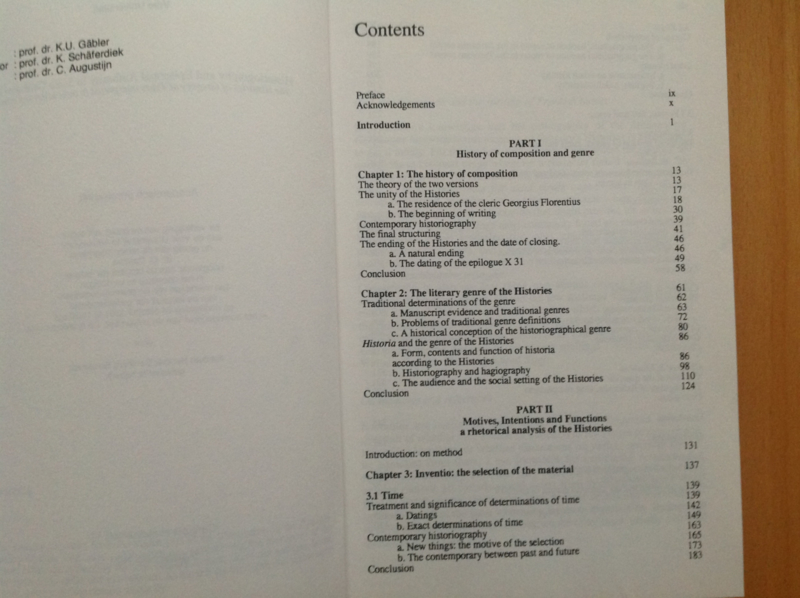 : prof. dr. K.U. Gäbler
or : prof. dr. K. Schäferdiek
: prof. dr. C. Augustijn
Contents
Preface ix
Acknowledgements x
Introduction 1
PART I
History of composition and genre
Chapter 1: The history of composition 13
The theory of the two versions 13
The unity of the Histories 17
a. The residence of the cleric Georgius Florentius 18
b. The beginning of writing 30
Contemporary historiography 39
The final structuring 41
The ending of the Histories and the date of closing. 46
a. A natural ending 46
b. The dating of the epilogue X 31 49
Conclusion 58
Chapter 2: The literary genre of the Histories 61
Traditional determinations of the genre 62
a. Manuscript evidence and traditional genres 63
b. Problems of traditional genre definitions 72
c. A historical conception of the historiographical genre 80
Historia and the genre of the Histories 86
a. Form, contents and function of historia
according to the Histories 86
b. Historiography and hagiography 98
c. The audience and the social setting of the Histories 110
Conclusion 124
PART II
Motives, Intentions and Functions
a rhetorical analysis of the Histories
Introduction: on method 131
Chapter 3: Inventio: the selection of the material 137
3.1 Time 139
Treatment and significance of determinations of time 139
a. Datings 142
b. Exact determinations of time 149
Contemporary historiography 163
a. New things: the motive of the selection 165
b. The contemporary between past and future 173
Conclusion 183